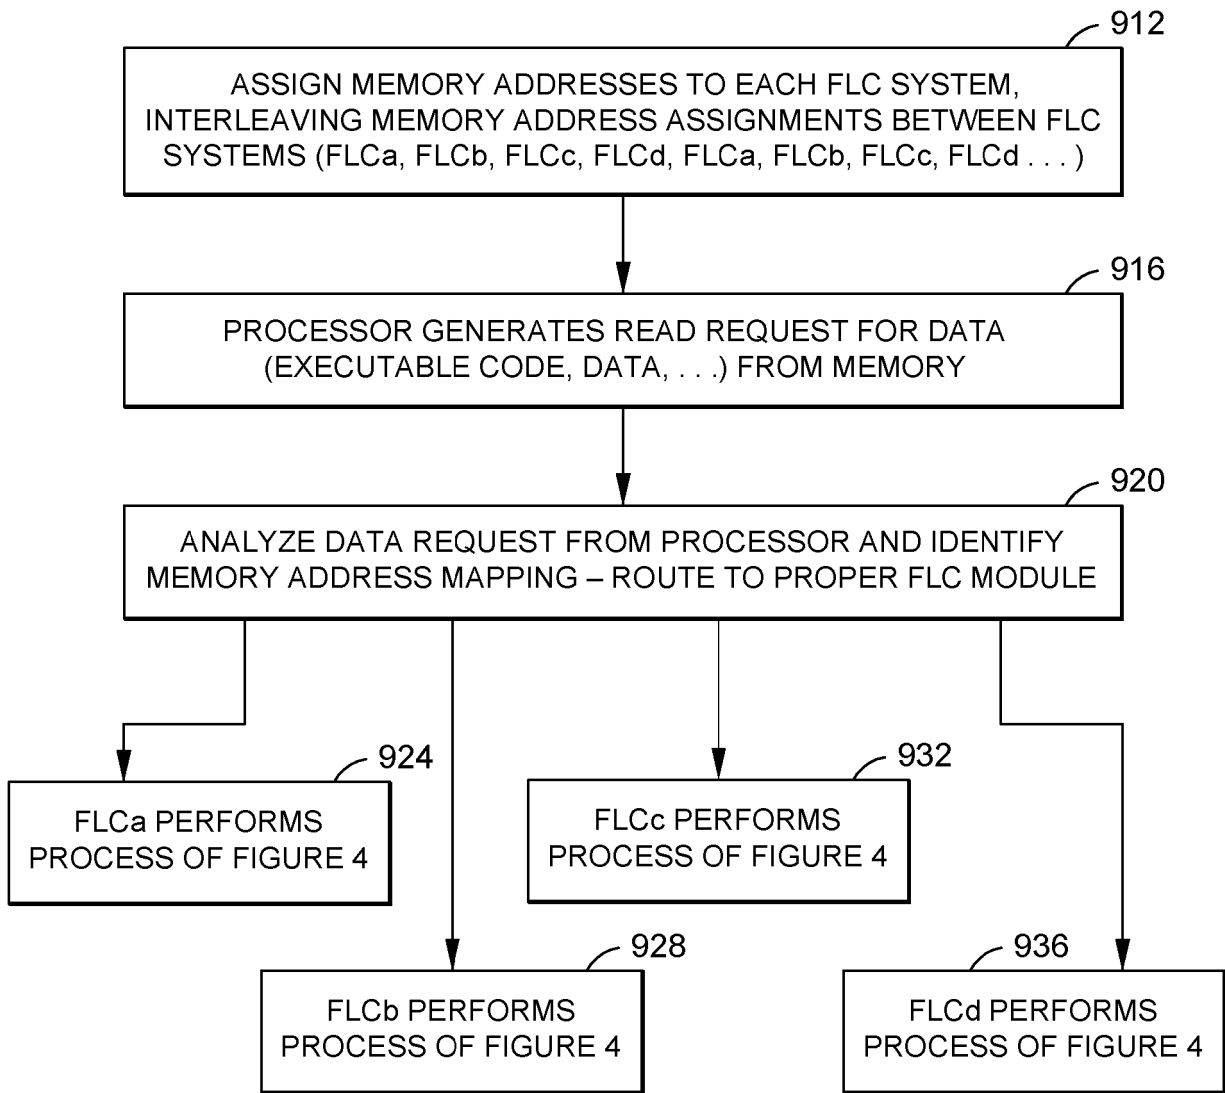 912
ASSIGN MEMORY ADDRESSES TO EACH FLC SYSTEM,
INTERLEAVING MEMORY ADDRESS ASSIGNMENTS BETWEEN FLC
SYSTEMS (FLCa, FLCb, FLCc, FLCd, FLCa, FLCb, FLCc, FLCd . . . )
916
PROCESSOR GENERATES READ REQUEST FOR DATA
(EXECUTABLE CODE, DATA, . . .) FROM MEMORY
920
ANALYZE DATA REQUEST FROM PROCESSOR AND IDENTIFY
MEMORY ADDRESS MAPPING – ROUTE TO PROPER FLC MODULE
924
FLCa PERFORMS
PROCESS OF FIGURE 4
932
FLCc PERFORMS
PROCESS OF FIGURE 4
928
FLCb PERFORMS
PROCESS OF FIGURE 4
936
FLCd PERFORMS
PROCESS OF FIGURE 4